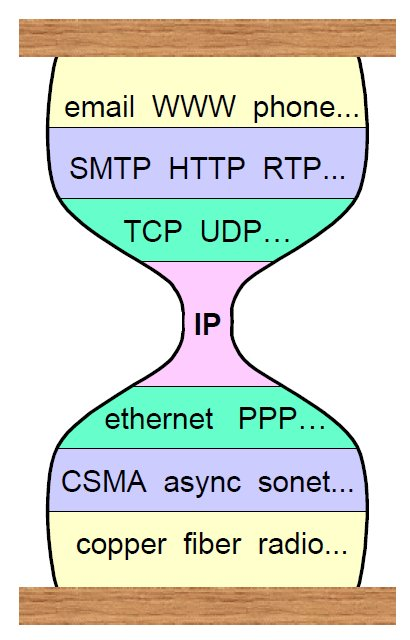 email WWW phone...
SMTP HTTP RTP...
TCP UDP...
IP
ethernet PPP...
CSMA async sonet...
copper fiber radio...